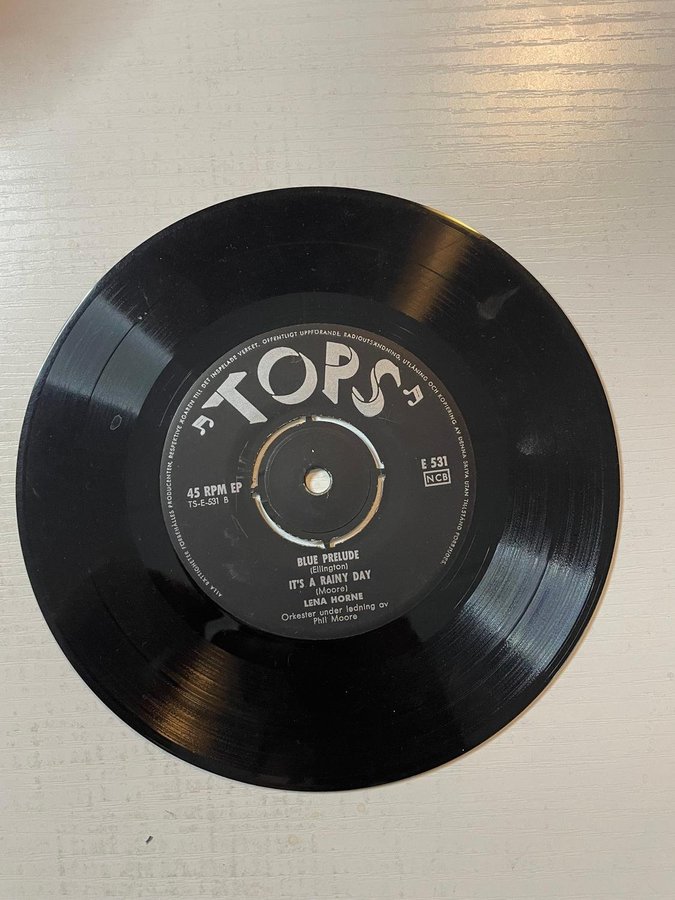 "TOPS"
ALLA RÄTTIGHETER FÖRBEHÅLLES PRODUCENTEN, RESPEKTIVE ÄGAREN TILL DET INSPELADE VERKET. OFFENTLIGT UPPFÖRANDE, RADIOUTSÄNDNING, UTLÅNING OCH KOPIERING AV DENNA SKIVA UTAN TILLSTÅND FÖRBJUDES.
45 RPM EP
TS-E-531 B
E 531
NCB
BLUE PRELUDE
(Ellington)
IT'S A RAINY DAY
(Moore)
LENA HORNE
Orkester under ledning av
Phil Moore